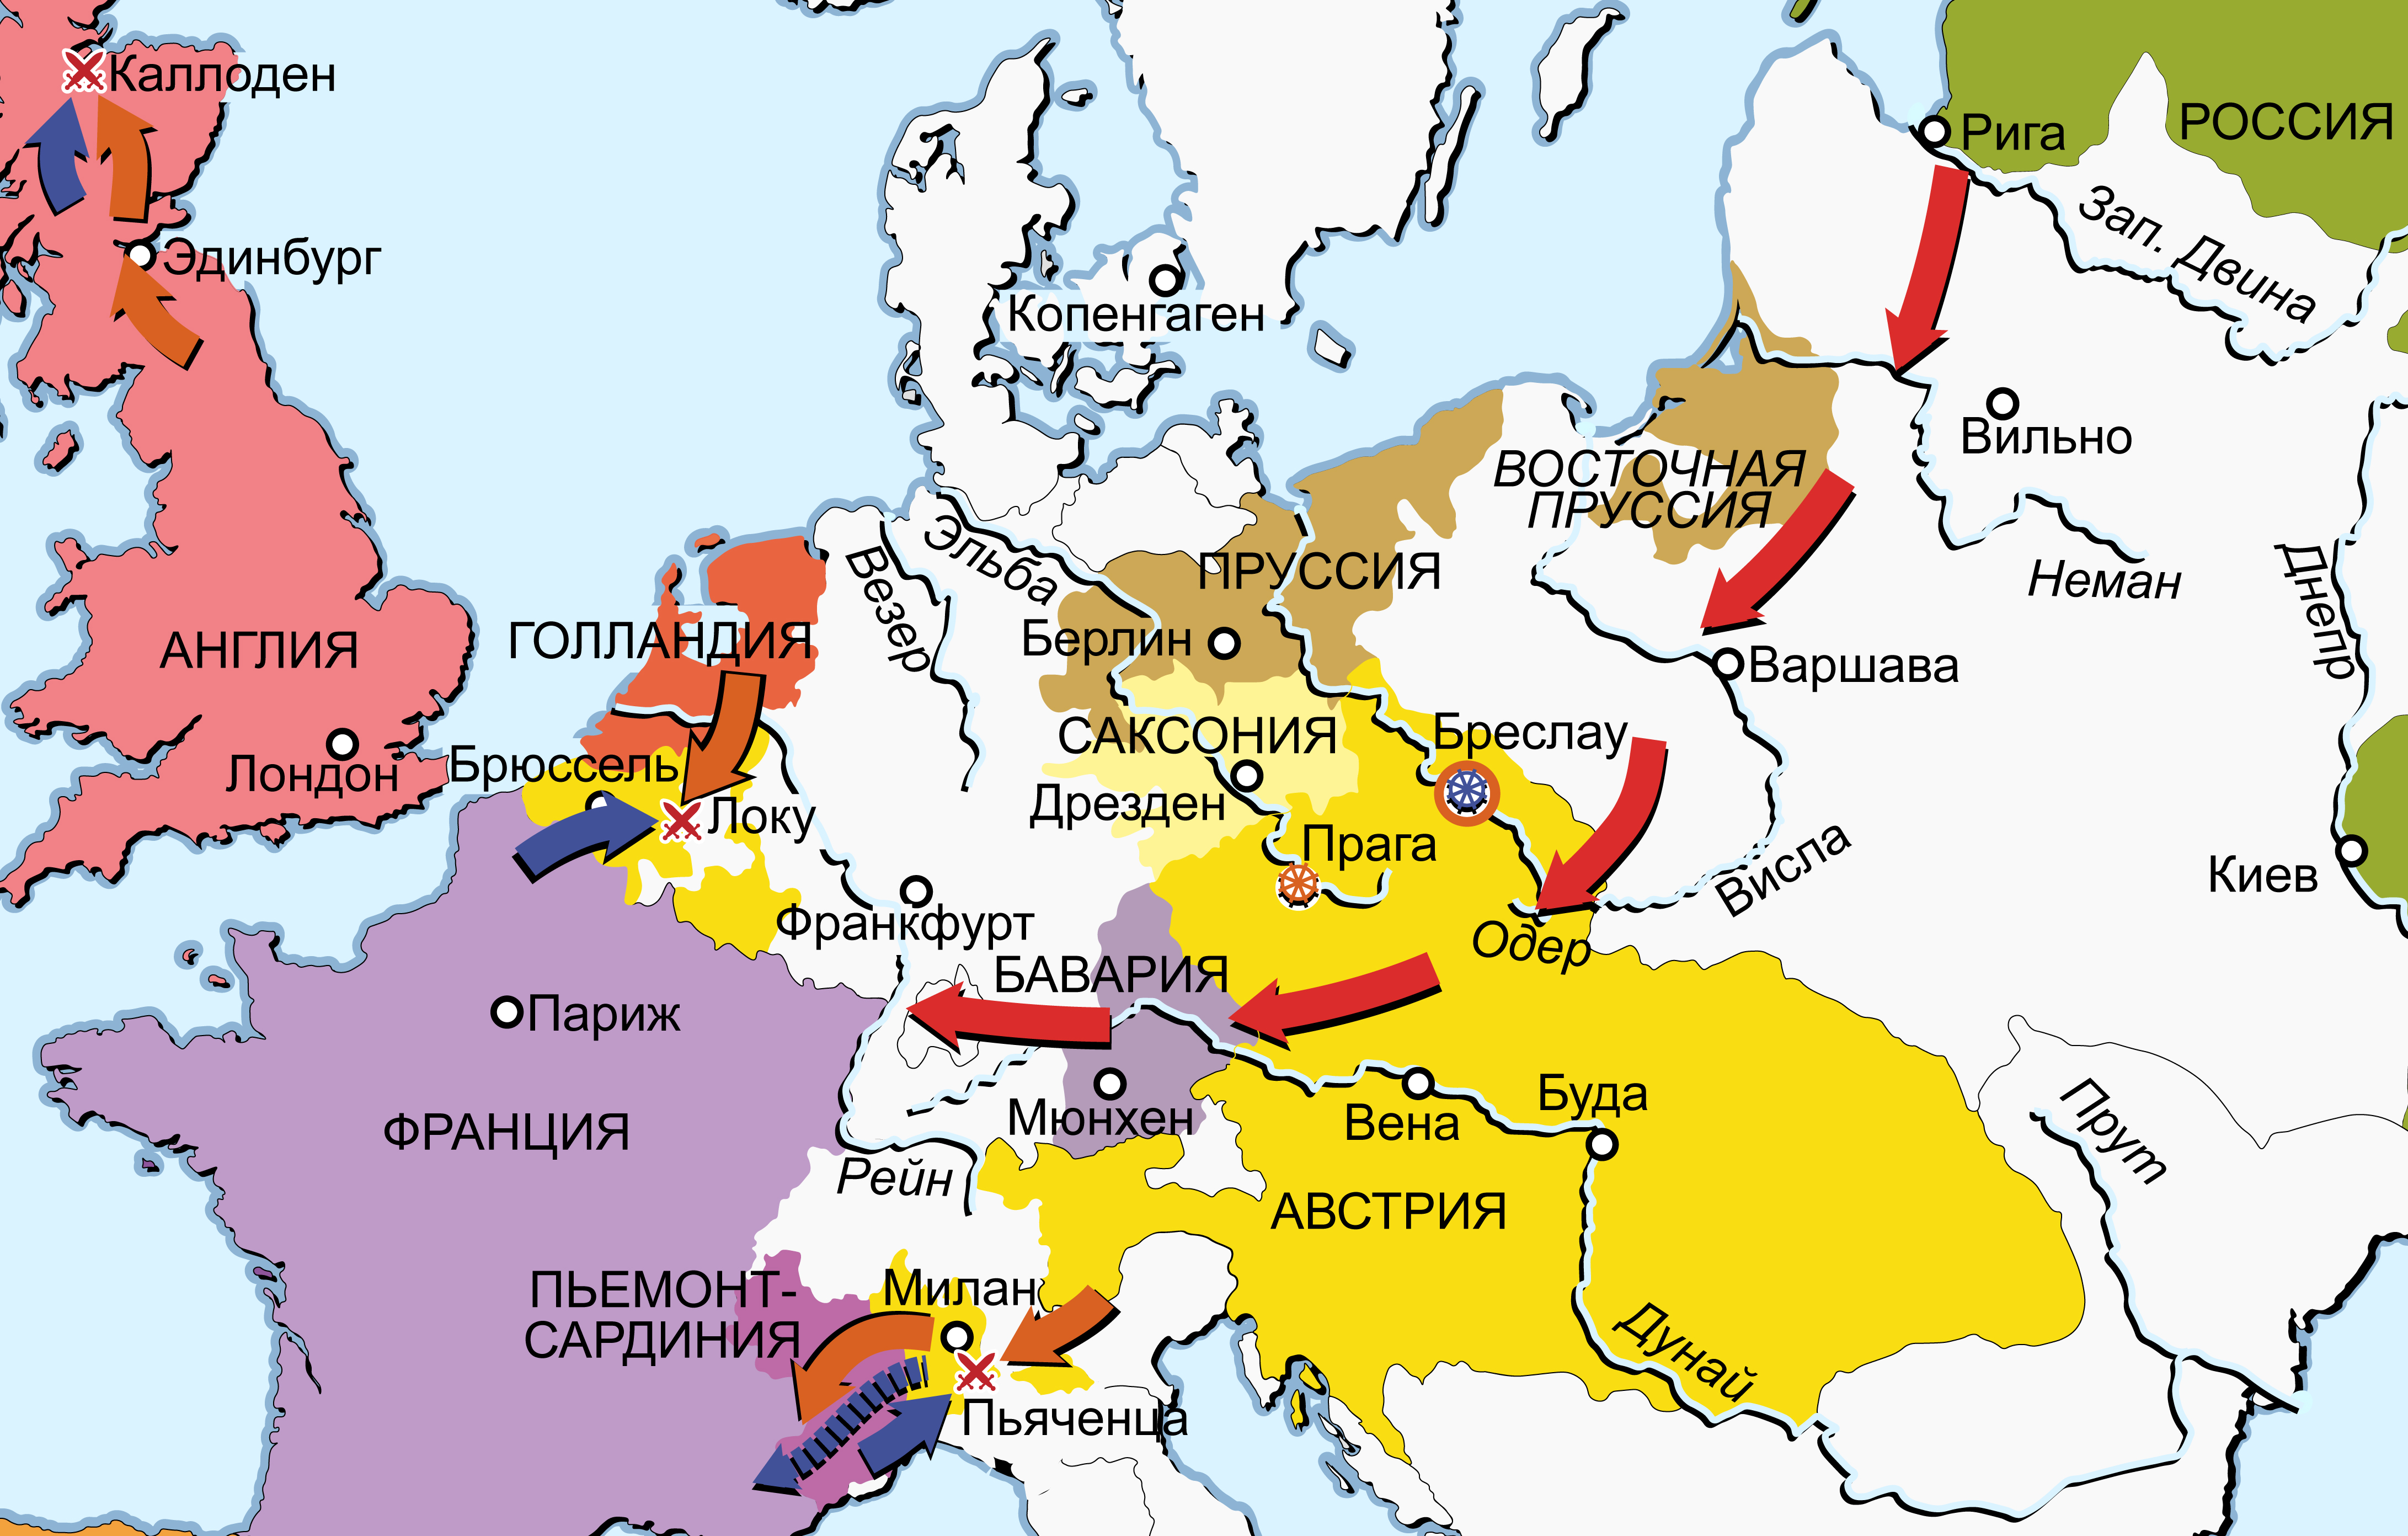 Каллоден
РОССИЯ
Рига
Зап. Двина
Эдинбург
Копенгаген
Вильно
ВОСТОЧНАЯ
ПРУССИЯ
Неман
Днепр
Эльба
Везер
ПРУССИЯ
ГОЛЛАНДИЯ
АНГЛИЯ
Берлин
Варшава
САКСОНИЯ
Бреслау
Лондон
Брюссель
Локу
Дрезден
Прага
Висла
Киев
Франкфурт
Одер
БАВАРИЯ
Париж
Мюнхен
Вена
Буда
Прут
ФРАНЦИЯ
Рейн
АВСТРИЯ
ПЬЕМОНТ-
САРДИНИЯ
Милан
Дунай
Пьяченца